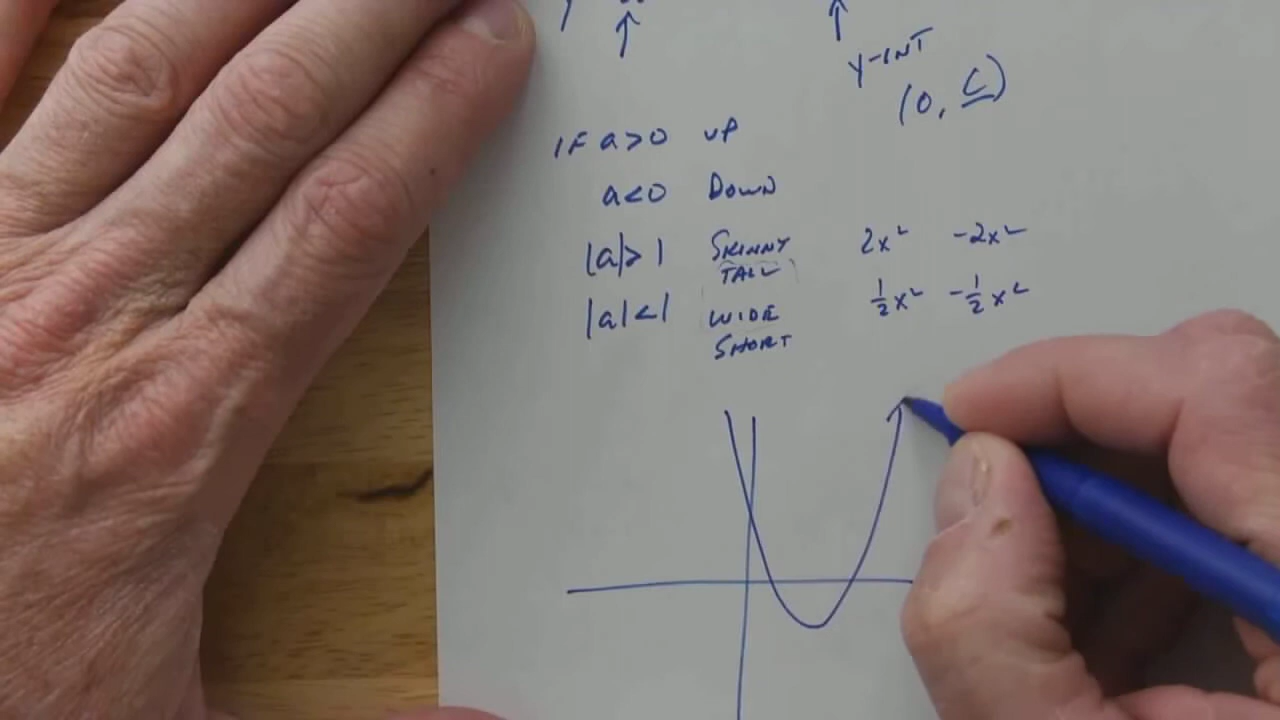 Y-INT
(0, C)
IF a>0 UP
a<0 DOWN
|a|>1 SKINNY TALL 2x² -2x²
|a|<1 WIDE SHORT ½x² -½x²